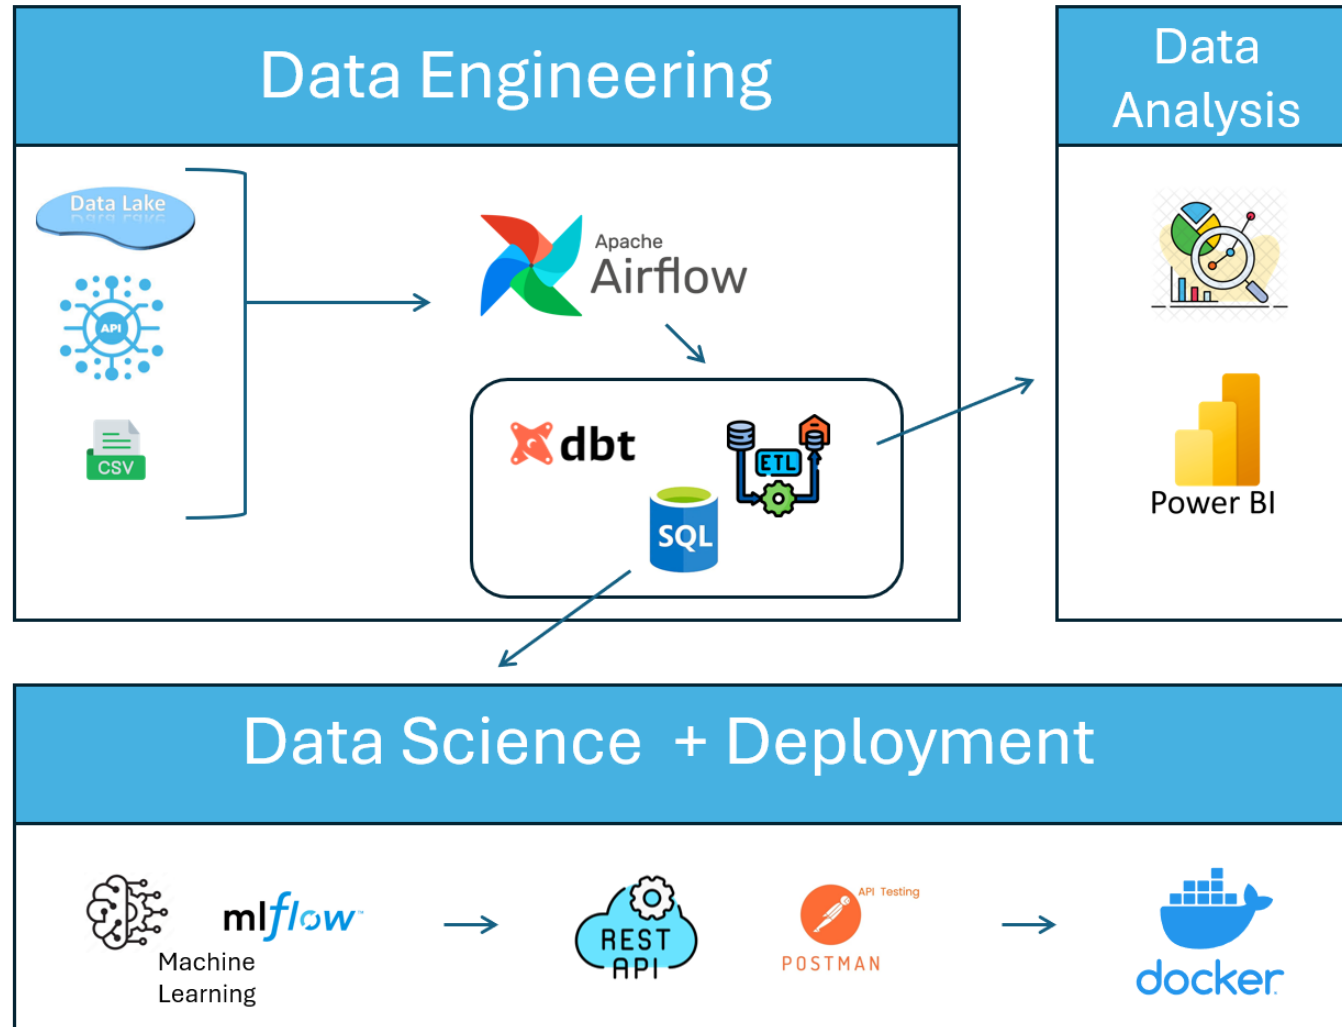 Data Engineering
Data
Analysis
Data Lake
API
CSV
Apache
Airflow
dbt
ETL
SQL
Power BI
Data Science + Deployment
Machine
Learning
mlflow™
REST
API
API Testing
POSTMAN
docker